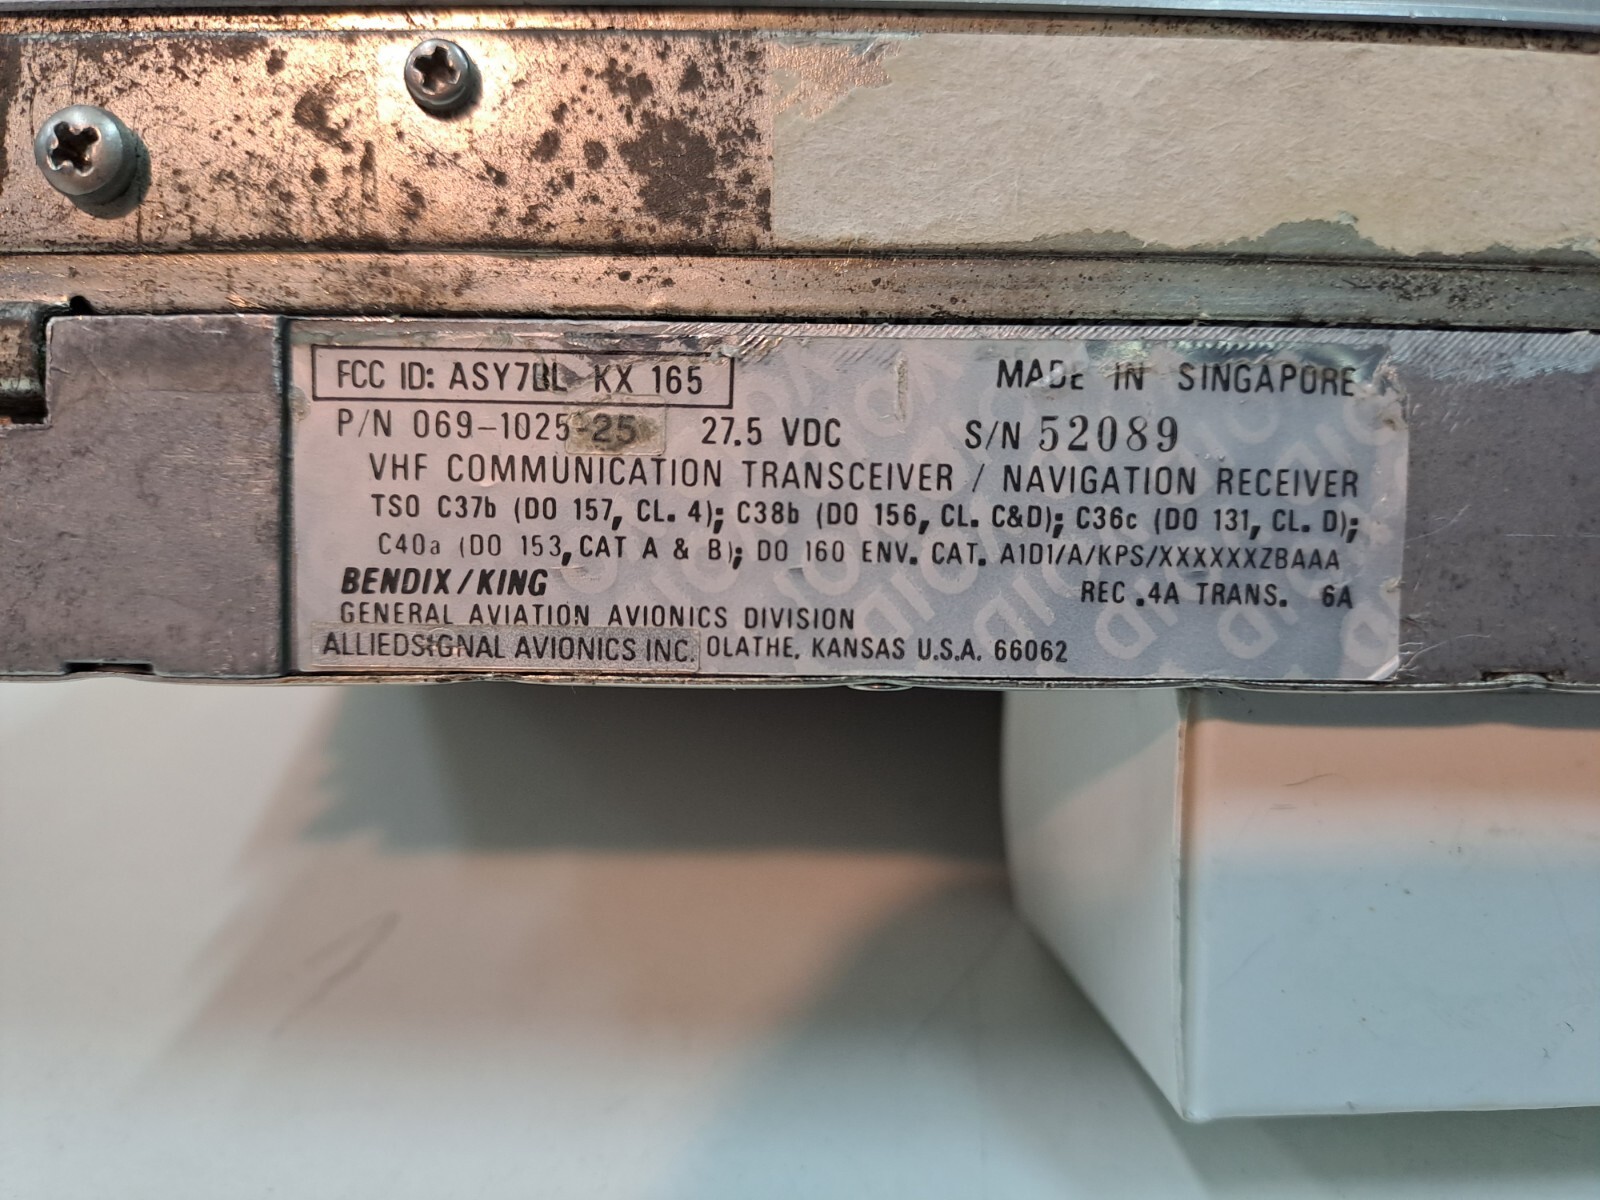 FCC ID: ASY7BL KX 165
MADE IN SINGAPORE
P/N 069-1025-25 27.5 VDC S/N 52089
VHF COMMUNICATION TRANSCEIVER / NAVIGATION RECEIVER
TSO C37b (DO 157, CL. 4); C38b (DO 156, CL. C&D); C36c (DO 131, CL. D);
C40a (DO 153, CAT A & B); DO 160 ENV. CAT. A1D1/A/KPS/XXXXXXZBAAA
BENDIX/KING REC .4A TRANS. 6A
GENERAL AVIATION AVIONICS DIVISION
ALLIEDSIGNAL AVIONICS INC. OLATHE, KANSAS U.S.A. 66062